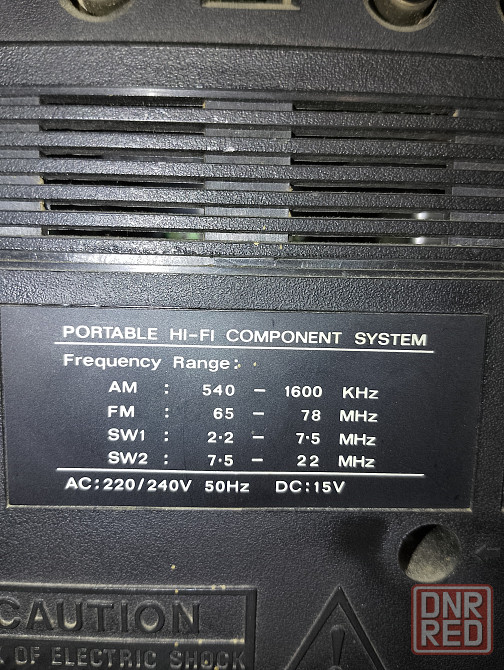 PORTABLE HI-FI COMPONENT SYSTEM
Frequency Range:
AM : 540 – 1600 KHz
FM : 65 – 78 MHz
SW1 : 2·2 – 7·5 MHz
SW2 : 7·5 – 22 MHz
AC:220/240V 50Hz DC:15V
CAUTION
K OF ELECTRIC SHOCK
!
DNR
RED